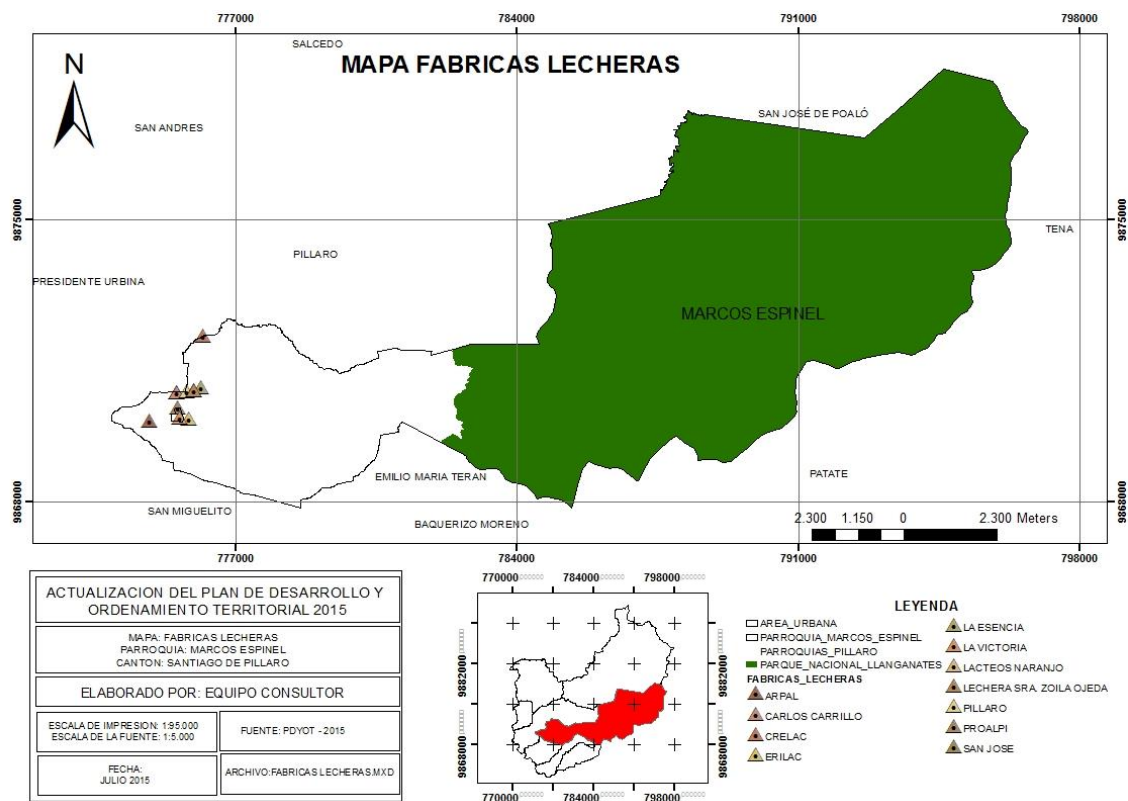 777000 784000 791000 798000
SALCEDO
MAPA FABRICAS LECHERAS
N
SAN JOSÉ DE POALÓ
SAN ANDRES
9875000 9875000
TENA
PILLARO
PRESIDENTE URBINA
MARCOS ESPINEL
EMILIO MARIA TERAN
PATATE
9868000 9868000
SAN MIGUELITO
BAQUERIZO MORENO
2.300 1.150 0 2.300 Meters
777000 784000 791000 798000
ACTUALIZACION DEL PLAN DE DESARROLLO Y
ORDENAMIENTO TERRITORIAL 2015
MAPA: FABRICAS LECHERAS
PARROQUIA: MARCOS ESPINEL
CANTON: SANTIAGO DE PILLARO
ELABORADO POR: EQUIPO CONSULTOR
ESCALA DE IMPRESION: 1:95.000
ESCALA DE LA FUENTE: 1:5.000
FUENTE: PDYOT - 2015
FECHA:
JULIO 2015
ARCHIVO:FABRICAS LECHERAS.MXD
770000 784000 798000
9882000 9882000
9868000 9868000
770000 784000 798000
LEYENDA
AREA_URBANA
PARROQUIA_MARCOS_ESPINEL
PARROQUIAS_PILLARO
PARQUE_NACIONAL_LLANGANATES
FABRICAS_LECHERAS
ARPAL
CARLOS CARRILLO
CRELAC
ERILAC
LA ESENCIA
LA VICTORIA
LACTEOS NARANJO
LECHERA SRA. ZOILA OJEDA
PILLARO
PROALPI
SAN JOSE